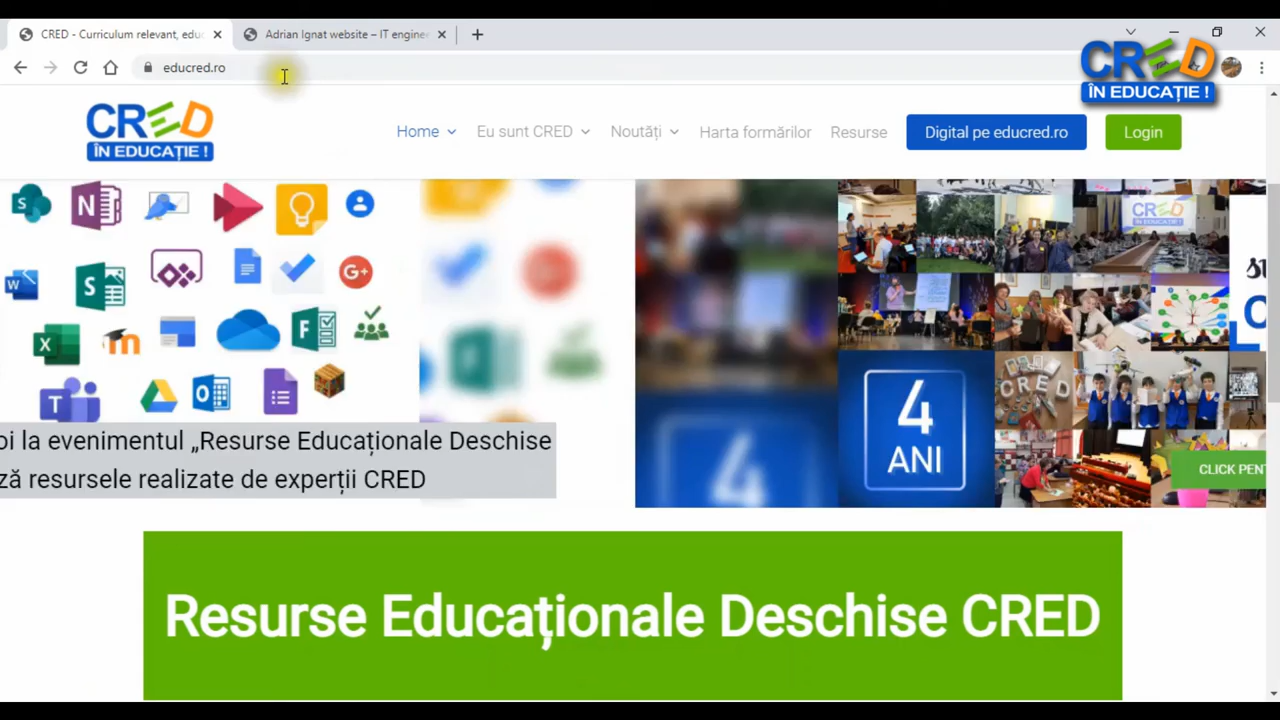 CRED - Curriculum relevant, educ
Adrian Ignat website – IT enginee
educred.ro
CRED
ÎN EDUCAȚIE !
CRED
ÎN EDUCAȚIE !
Home
Eu sunt CRED
Noutăți
Harta formărilor
Resurse
Digital pe educred.ro
Login
oi la evenimentul „Resurse Educaționale Deschise
ză resursele realizate de experții CRED
4
ANI
CLICK PEN
Resurse Educaționale Deschise CRED